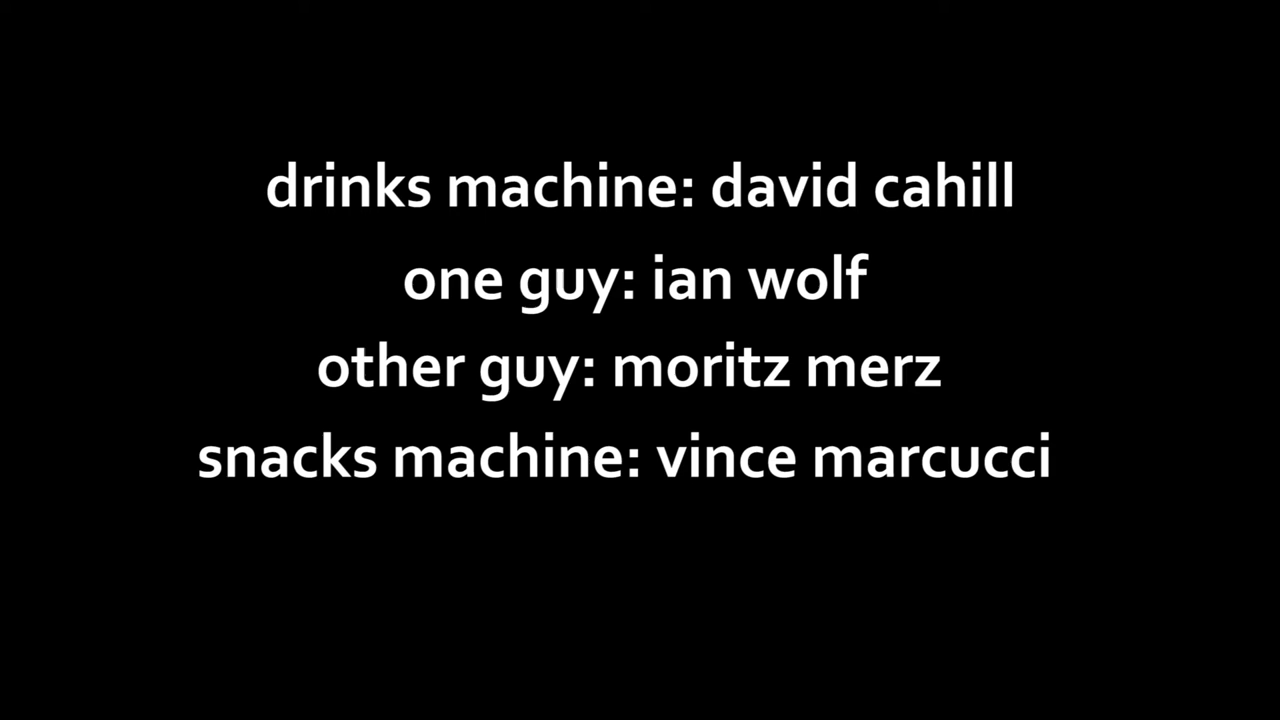 drinks machine: david cahill
one guy: ian wolf
other guy: moritz merz
snacks machine: vince marcucci